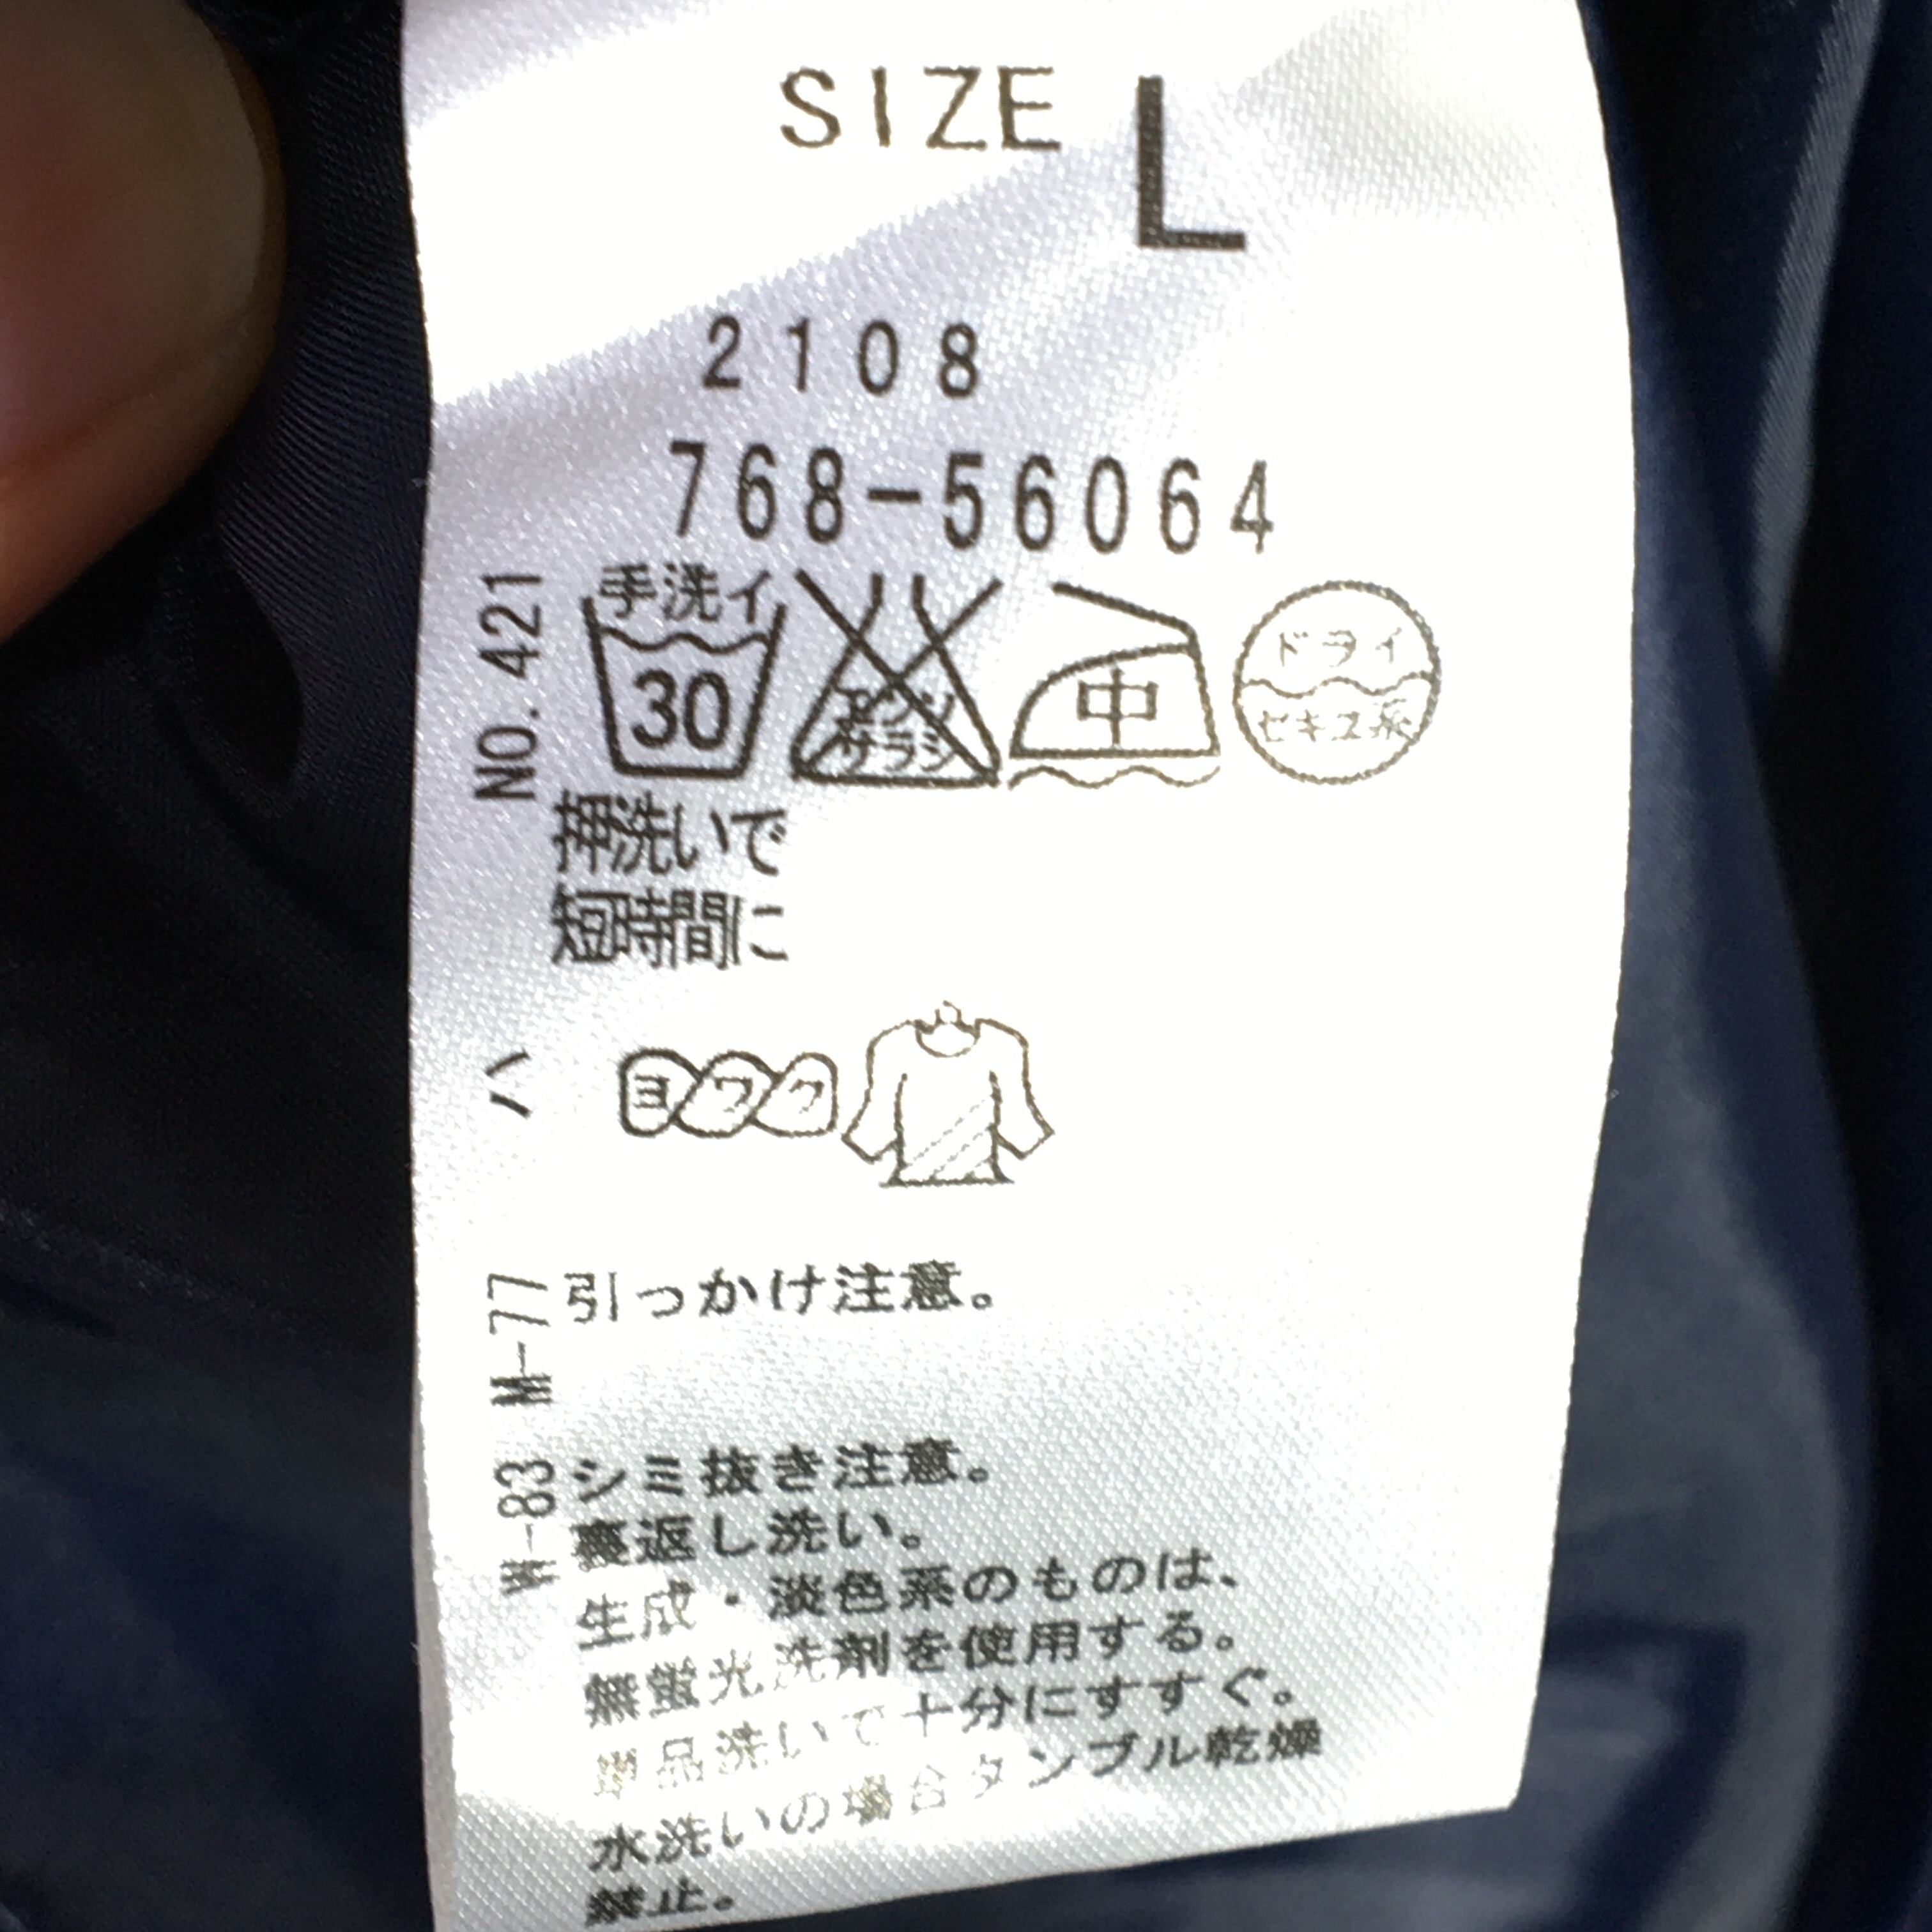 SIZE L
2108
768-56064
NO.421
手洗イ
30
エンソ
サラシ
中
ドライ
セキユ系
押洗いで
短時間に
ハ
ヨワク
M-77 引っかけ注意。
W-83 シミ抜き注意。
裏返し洗い。
生成・淡色系のものは、
無蛍光洗剤を使用する。
単品洗いで十分にすすぐ。
水洗いの場合タンブル乾燥
禁止。